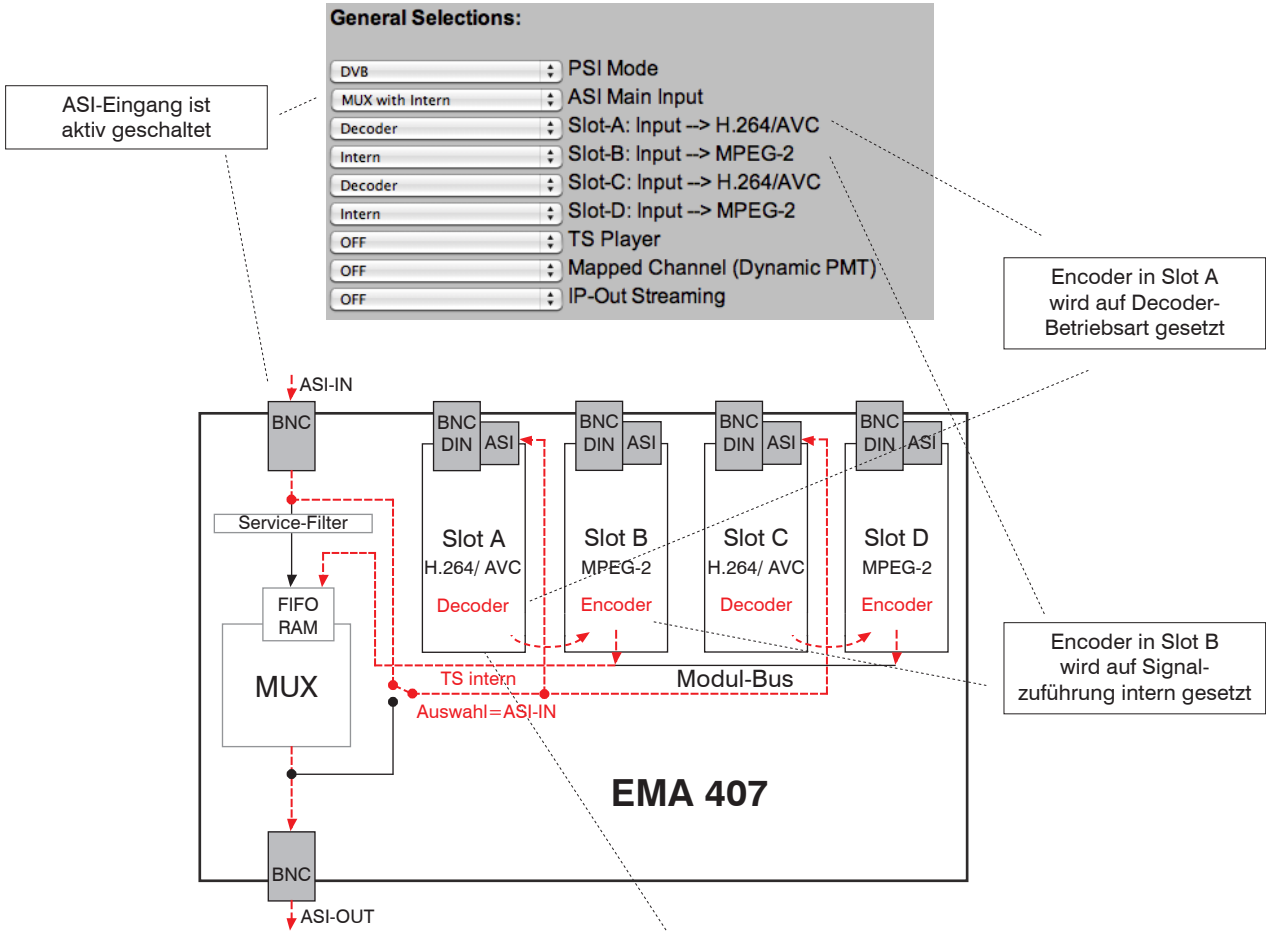 General Selections:
DVB PSI Mode
MUX with Intern ASI Main Input
Decoder Slot-A: Input --> H.264/AVC
Intern Slot-B: Input --> MPEG-2
Decoder Slot-C: Input --> H.264/AVC
Intern Slot-D: Input --> MPEG-2
OFF TS Player
OFF Mapped Channel (Dynamic PMT)
OFF IP-Out Streaming
ASI-Eingang ist
aktiv geschaltet
Encoder in Slot A
wird auf Decoder-
Betriebsart gesetzt
ASI-IN
BNC
BNC
DIN
ASI
BNC
DIN
ASI
BNC
DIN
ASI
BNC
DIN
ASI
Service-Filter
FIFO
RAM
MUX
Slot A
H.264/ AVC
Decoder
Slot B
MPEG-2
Encoder
Slot C
H.264/ AVC
Decoder
Slot D
MPEG-2
Encoder
TS intern
Modul-Bus
Auswahl=ASI-IN
Encoder in Slot B
wird auf Signal-
zuführung intern gesetzt
EMA 407
BNC
ASI-OUT